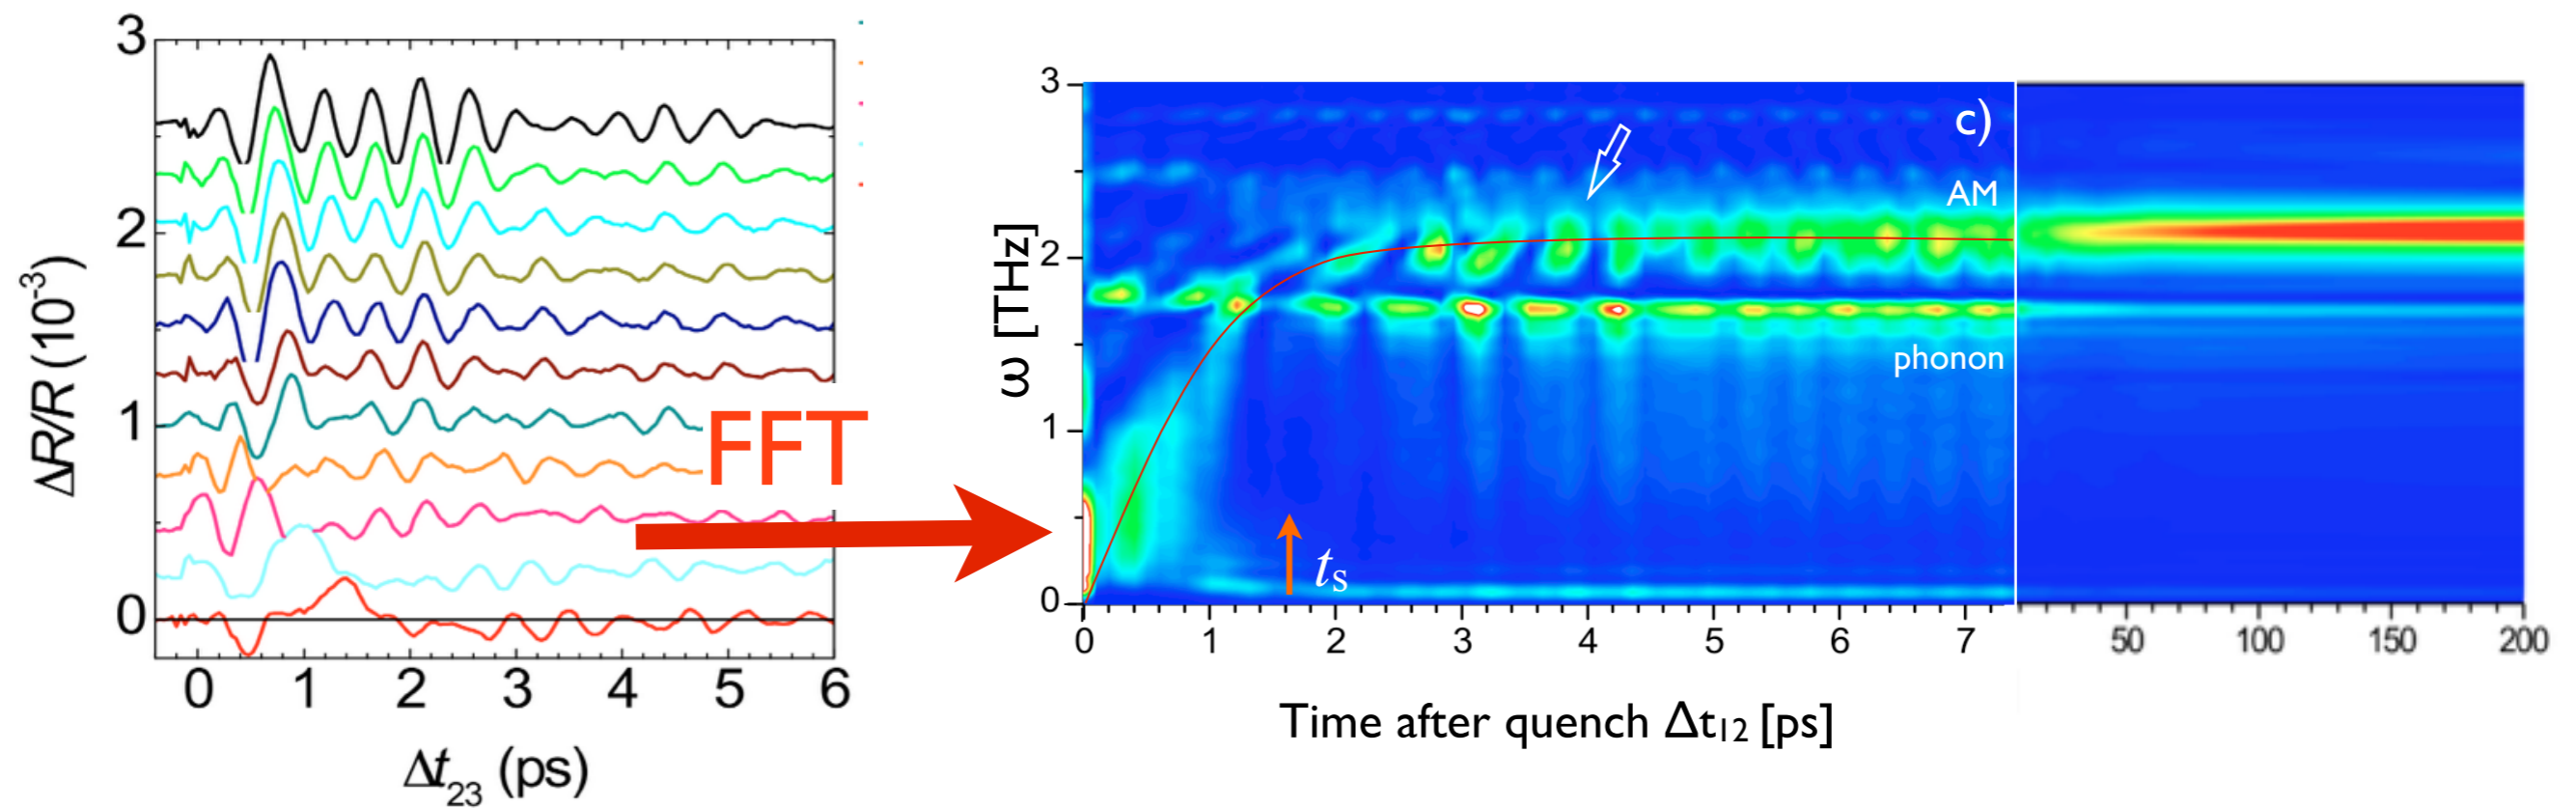 3
2
1
0
ΔR/R (10⁻³)
0 1 2 3 4 5 6
Δt₂₃ (ps)
FFT
3
2
1
0
ω [THz]
c)
AM
phonon
tₛ
0 1 2 3 4 5 6 7 50 100 150 200
Time after quench Δt₁₂ [ps]